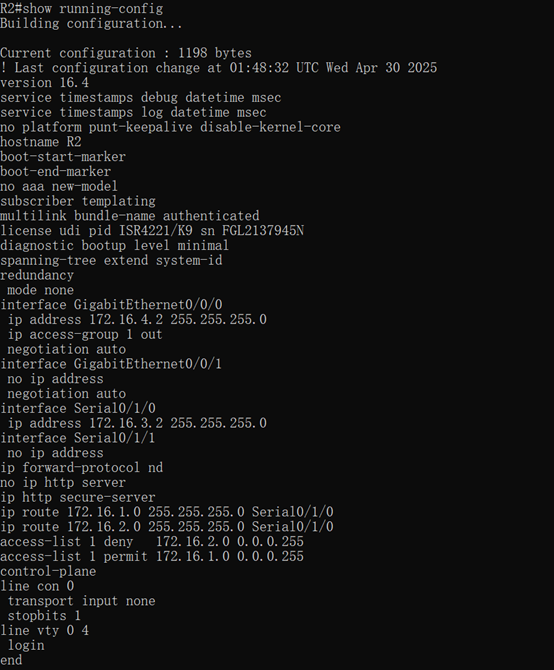 R2#show running-config
Building configuration...

Current configuration : 1198 bytes
! Last configuration change at 01:48:32 UTC Wed Apr 30 2025
version 16.4
service timestamps debug datetime msec
service timestamps log datetime msec
no platform punt-keepalive disable-kernel-core
hostname R2
boot-start-marker
boot-end-marker
no aaa new-model
subscriber templating
multilink bundle-name authenticated
license udi pid ISR4221/K9 sn FGL2137945N
diagnostic bootup level minimal
spanning-tree extend system-id
redundancy
 mode none
interface GigabitEthernet0/0/0
 ip address 172.16.4.2 255.255.255.0
 ip access-group 1 out
 negotiation auto
interface GigabitEthernet0/0/1
 no ip address
 negotiation auto
interface Serial0/1/0
 ip address 172.16.3.2 255.255.255.0
interface Serial0/1/1
 no ip address
ip forward-protocol nd
no ip http server
ip http secure-server
ip route 172.16.1.0 255.255.255.0 Serial0/1/0
ip route 172.16.2.0 255.255.255.0 Serial0/1/0
access-list 1 deny   172.16.2.0 0.0.0.255
access-list 1 permit 172.16.1.0 0.0.0.255
control-plane
line con 0
 transport input none
 stopbits 1
line vty 0 4
 login
end